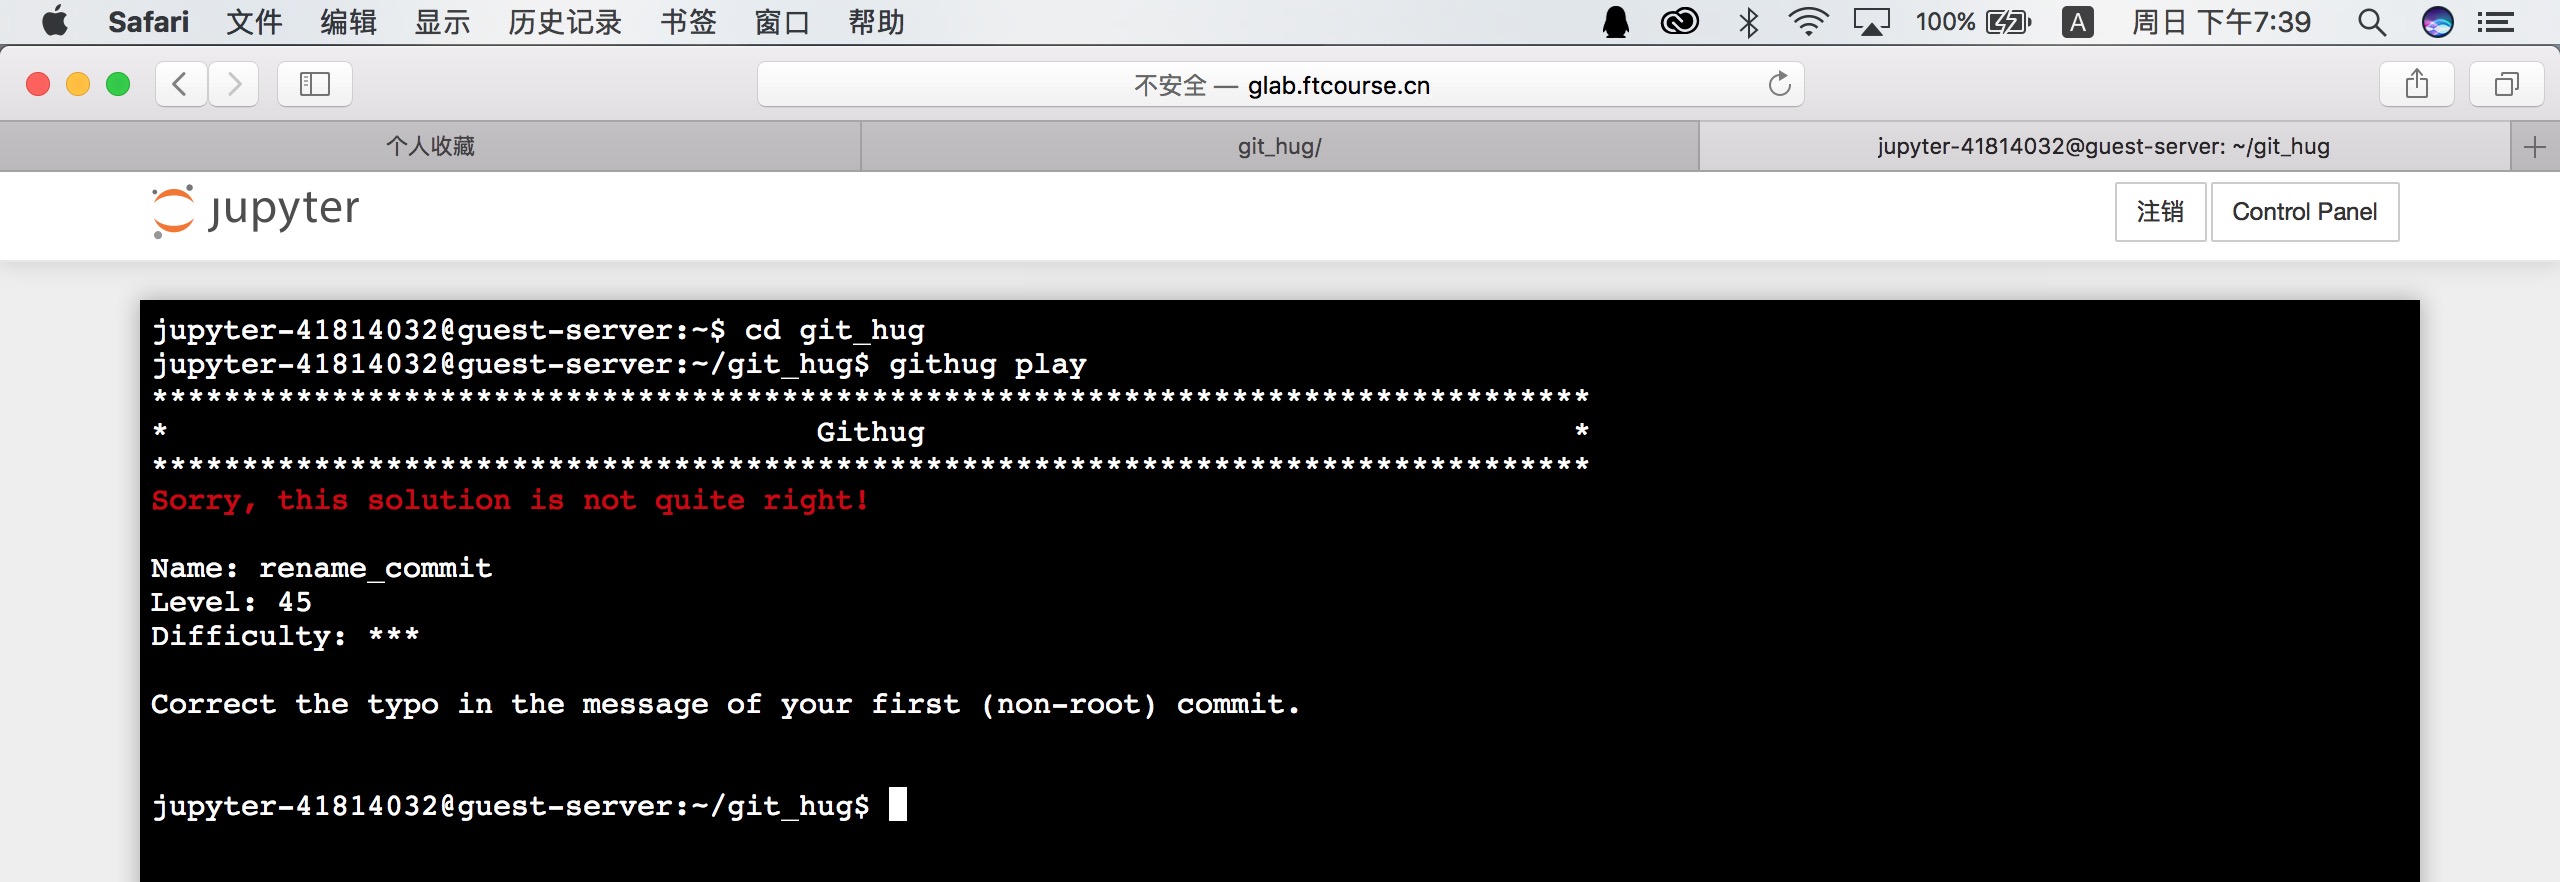 Safari 文件 编辑 显示 历史记录 书签 窗口 帮助 100% A 周日 下午7:39
不安全 — glab.ftcourse.cn
个人收藏 git_hug/ jupyter-41814032@guest-server: ~/git_hug
jupyter 注销 Control Panel
jupyter-41814032@guest-server:~$ cd git_hug
jupyter-41814032@guest-server:~/git_hug$ githug play
********************************************************************************
* Githug *
********************************************************************************
Sorry, this solution is not quite right!
Name: rename_commit
Level: 45
Difficulty: ***
Correct the typo in the message of your first (non-root) commit.
jupyter-41814032@guest-server:~/git_hug$